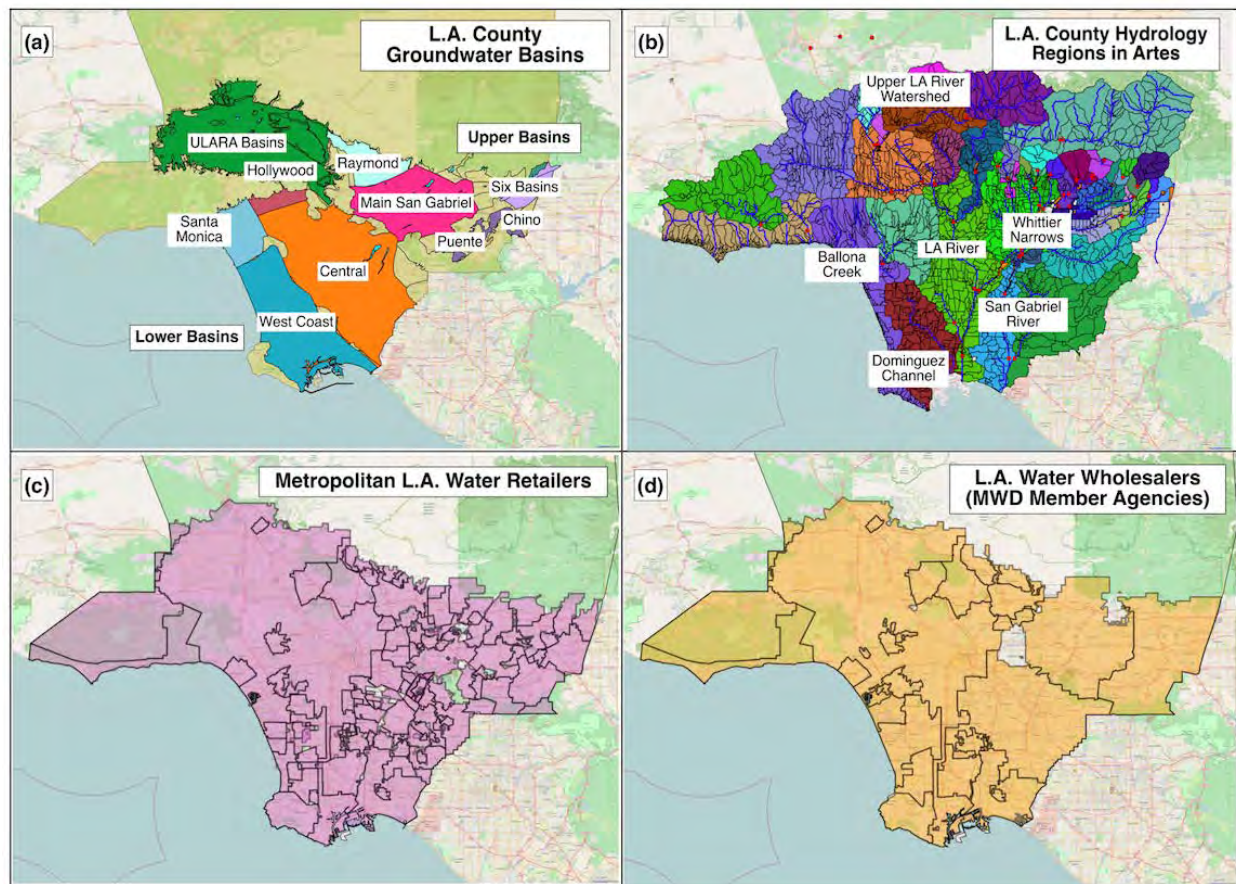 (a)
L.A. County
Groundwater Basins
ULARA Basins
Upper Basins
Hollywood
Raymond
Six Basins
Main San Gabriel
Chino
Santa
Monica
Puente
Central
West Coast
Lower Basins
(b)
L.A. County Hydrology
Regions in Artes
Upper LA River
Watershed
Whittier
Narrows
LA River
Ballona
Creek
San Gabriel
River
Dominguez
Channel
(c)
Metropolitan L.A. Water Retailers
(d)
L.A. Water Wholesalers
(MWD Member Agencies)